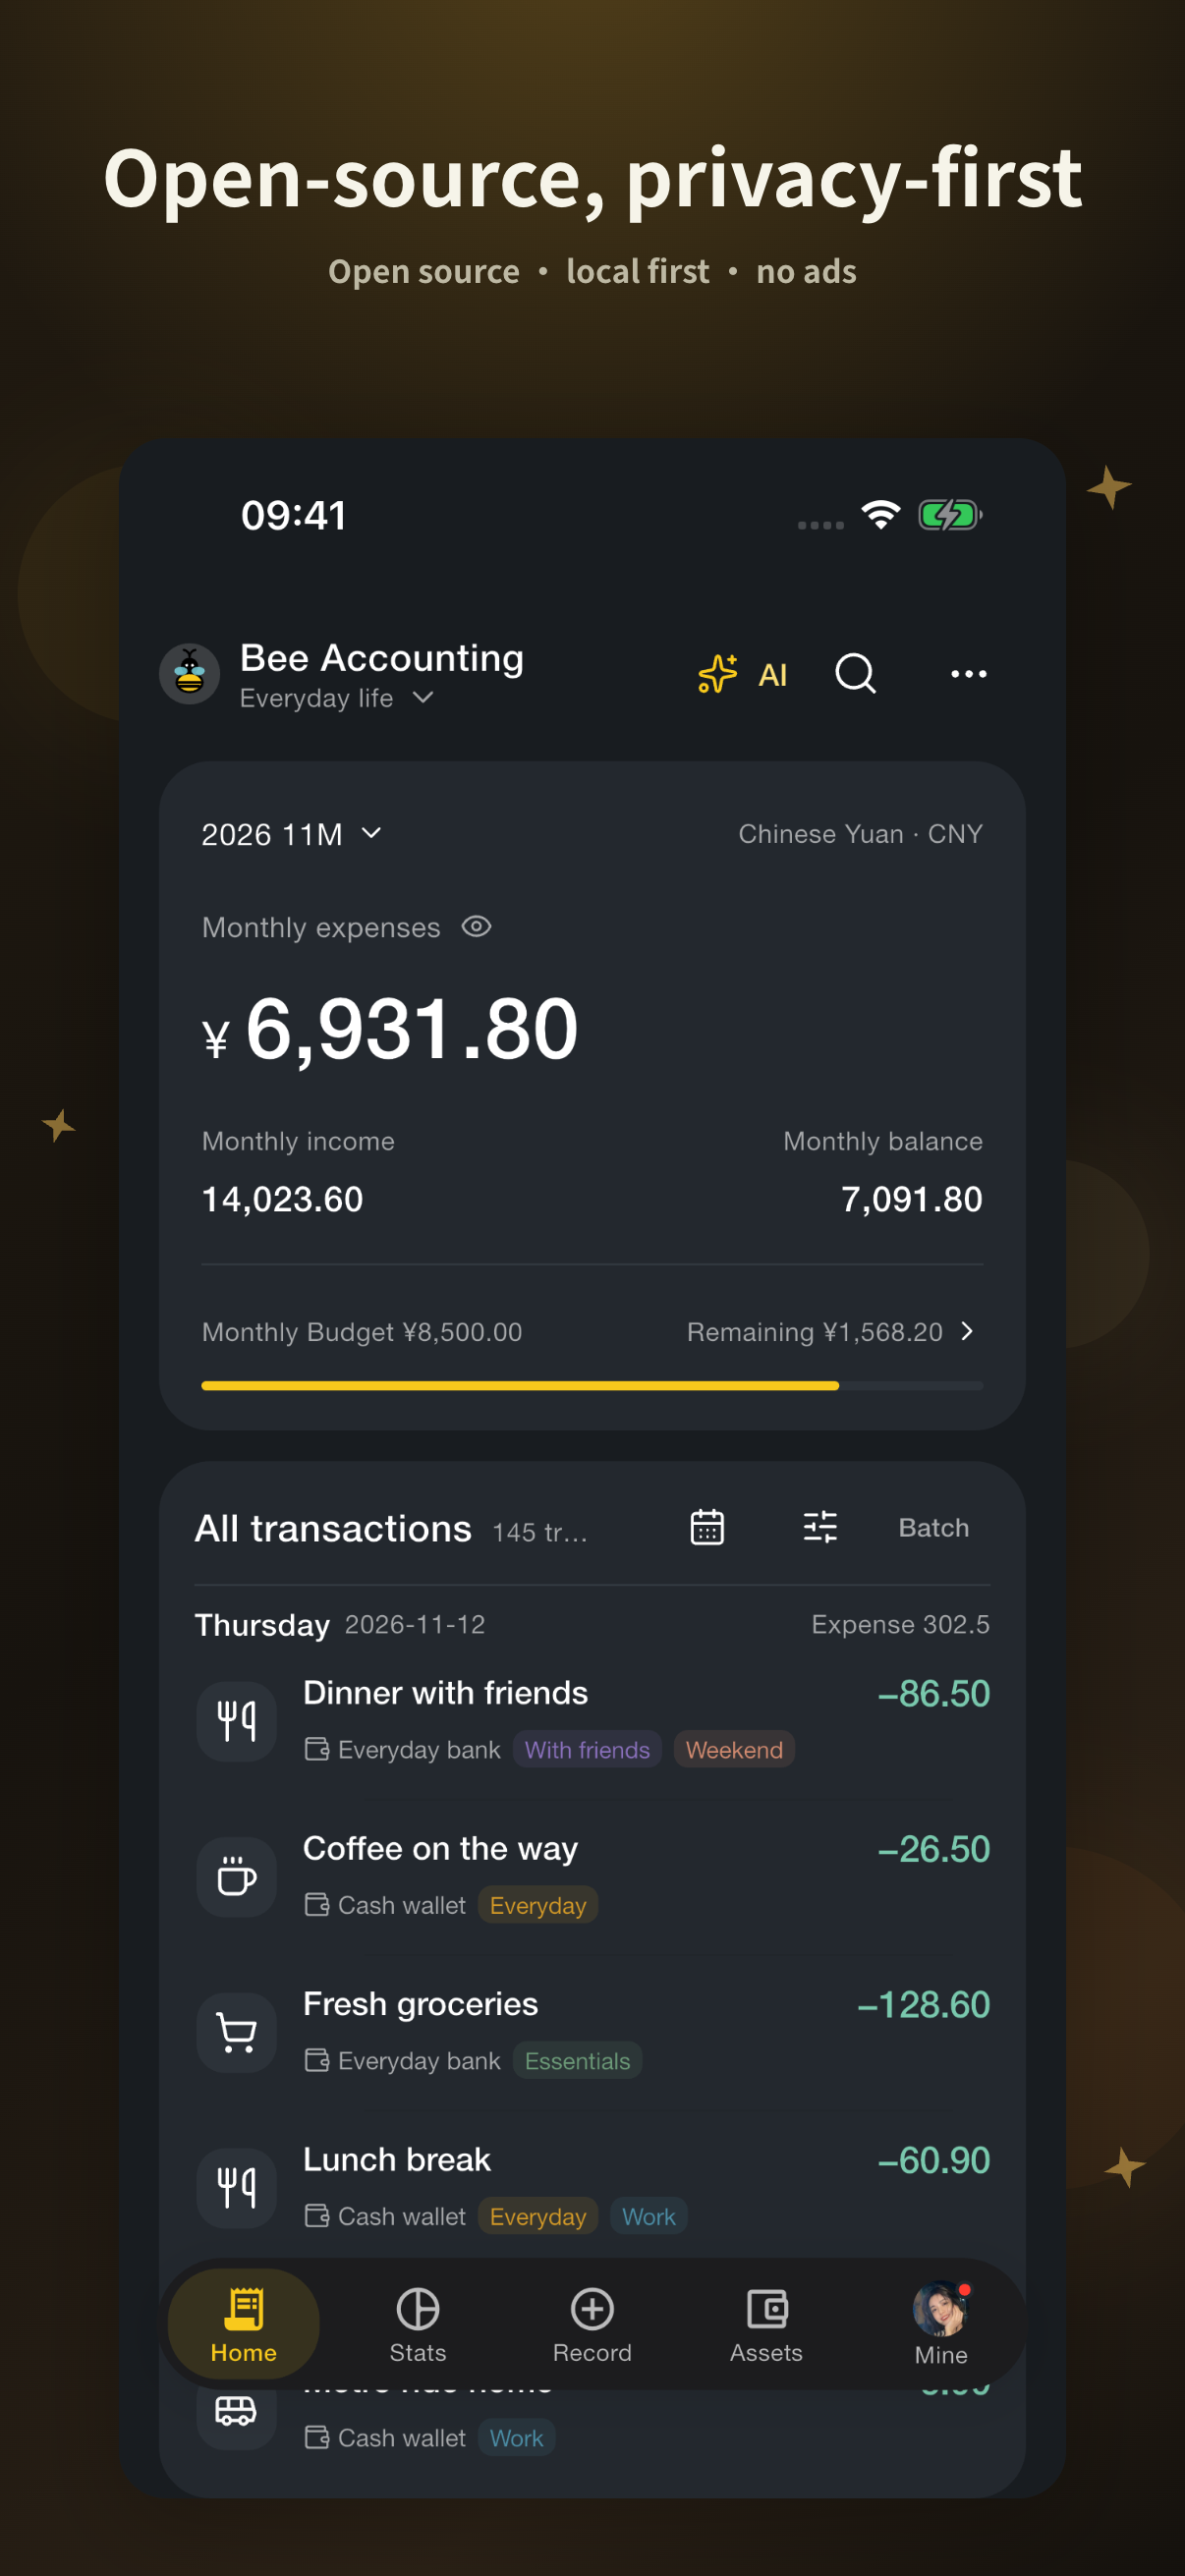 Open-source, privacy-first
Open source • local first • no ads
09:41
Bee Accounting
Everyday life
AI
2026 11M
Chinese Yuan · CNY
Monthly expenses
¥ 6,931.80
Monthly income
Monthly balance
14,023.60
7,091.80
Monthly Budget ¥8,500.00
Remaining ¥1,568.20
All transactions 145 tr...
Batch
Thursday 2026-11-12
Expense 302.5
Dinner with friends
−86.50
Everyday bank With friends Weekend
Coffee on the way
−26.50
Cash wallet Everyday
Fresh groceries
−128.60
Everyday bank Essentials
Lunch break
−60.90
Cash wallet Everyday Work
Home
Stats
Record
Assets
Mine
Cash wallet Work